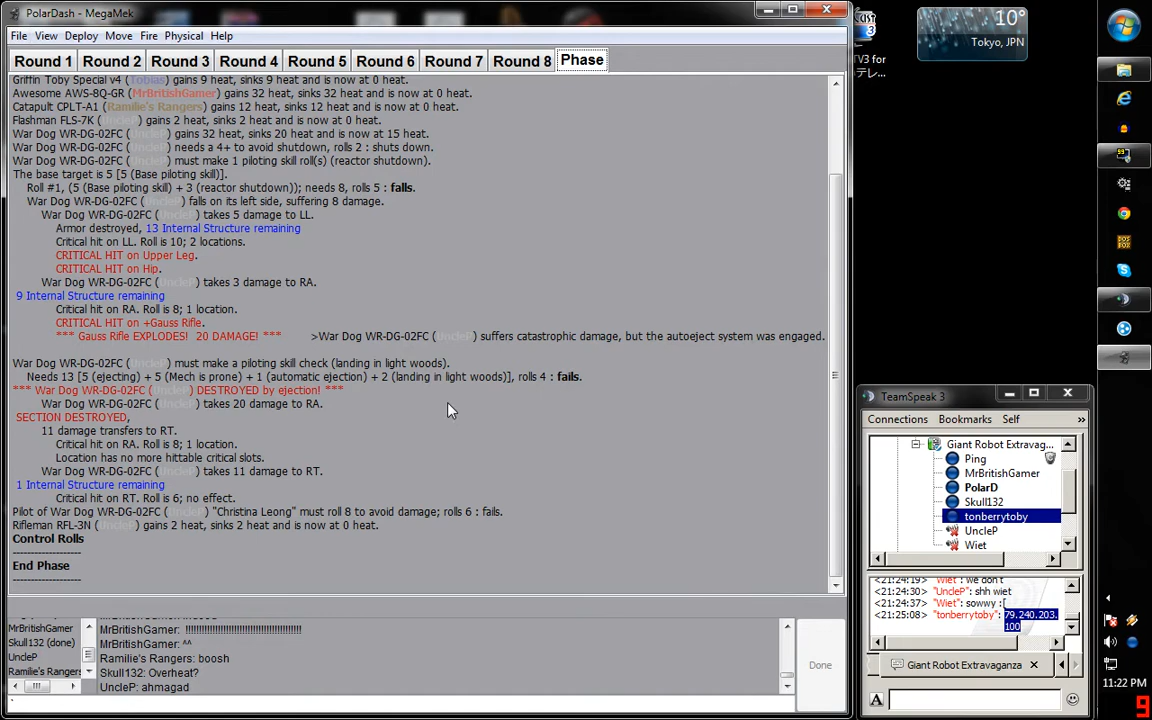 PolarDash - MegaMek
File View Deploy Move Fire Physical Help
Round 1 Round 2 Round 3 Round 4 Round 5 Round 6 Round 7 Round 8 Phase
Griffin Toby Special v4 (Tobias) gains 9 heat, sinks 9 heat and is now at 0 heat.
Awesome AWS-8Q-GR (MrBritishGamer) gains 32 heat, sinks 32 heat and is now at 0 heat.
Catapult CPLT-A1 (Ramilie's Rangers) gains 12 heat, sinks 12 heat and is now at 0 heat.
Flashman FLS-7K (UncleP) gains 2 heat, sinks 2 heat and is now at 0 heat.
War Dog WR-DG-02FC (UncleP) gains 32 heat, sinks 20 heat and is now at 15 heat.
War Dog WR-DG-02FC (UncleP) needs a 4+ to avoid shutdown, rolls 2 : shuts down.
War Dog WR-DG-02FC (UncleP) must make 1 piloting skill roll(s) (reactor shutdown).
The base target is 5 [5 (Base piloting skill)].
Roll #1, (5 (Base piloting skill) + 3 (reactor shutdown)); needs 8, rolls 5 : falls.
War Dog WR-DG-02FC (UncleP) falls on its left side, suffering 8 damage.
War Dog WR-DG-02FC (UncleP) takes 5 damage to LL.
Armor destroyed, 13 Internal Structure remaining
Critical hit on LL. Roll is 10; 2 locations.
CRITICAL HIT on Upper Leg.
CRITICAL HIT on Hip.
War Dog WR-DG-02FC (UncleP) takes 3 damage to RA.
9 Internal Structure remaining
Critical hit on RA. Roll is 8; 1 location.
CRITICAL HIT on +Gauss Rifle.
*** Gauss Rifle EXPLODES! 20 DAMAGE! *** >War Dog WR-DG-02FC (UncleP) suffers catastrophic damage, but the autoeject system was engaged.
War Dog WR-DG-02FC (UncleP) must make a piloting skill check (landing in light woods).
Needs 13 [5 (ejecting) + 5 (Mech is prone) + 1 (automatic ejection) + 2 (landing in light woods)], rolls 4 : fails.
*** War Dog WR-DG-02FC (UncleP) DESTROYED by ejection! ***
War Dog WR-DG-02FC (UncleP) takes 20 damage to RA.
SECTION DESTROYED,
11 damage transfers to RT.
Critical hit on RA. Roll is 8; 1 location.
Location has no more hittable critical slots.
War Dog WR-DG-02FC (UncleP) takes 11 damage to RT.
1 Internal Structure remaining
Critical hit on RT. Roll is 6; no effect.
Pilot of War Dog WR-DG-02FC (UncleP) "Christina Leong" must roll 8 to avoid damage; rolls 6 : fails.
Rifleman RFL-3N (UncleP) gains 2 heat, sinks 2 heat and is now at 0 heat.
Control Rolls
-------------------
End Phase
-------------------
MrBritishGamer
Skull132 (done)
UncleP
Ramilie's Rangers
MrBritishGamer: !!!!!!!!!!!!!!!!!!!!!!!!!!!!!!!!!!!!!!!!!!!!
MrBritishGamer: ^^
Ramilie's Rangers: boosh
Skull132: Overheat?
UncleP: ahmagad
Done
10°
Tokyo, JPN
TeamSpeak 3
Connections Bookmarks Self »
Giant Robot Extravag...
Ping
MrBritishGamer
PolarD
Skull132
tonberrytoby
UncleP
Wiet
<21:24:19> "Wiet": we don't
<21:24:30> "UncleP": shh wiet
<21:24:37> "Wiet": sowwy :[
<21:25:08> "tonberrytoby": 79.240.203.
100
Giant Robot Extravaganza
11:22 PM
9